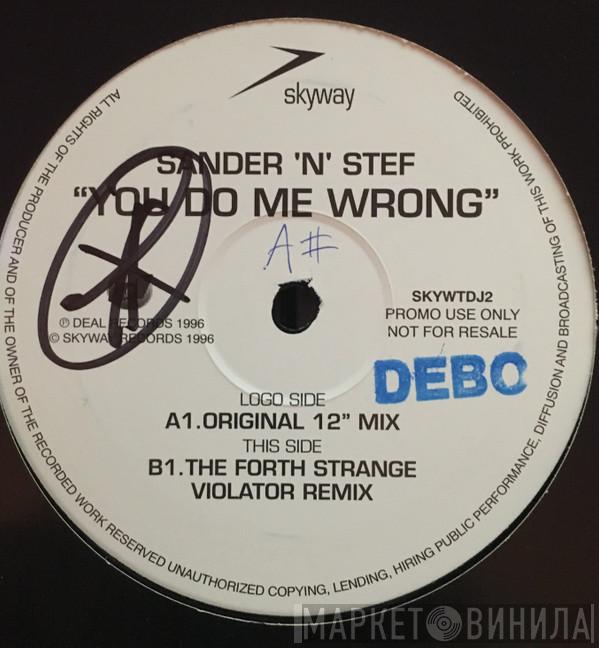 skyway
SANDER 'N' STEF
"YOU DO ME WRONG"
A#
SKYWTDJ2
PROMO USE ONLY
NOT FOR RESALE
℗ DEAL RECORDS 1996
© SKYWAY RECORDS 1996
DEBO
LOGO SIDE
A1.ORIGINAL 12" MIX
THIS SIDE
B1.THE FORTH STRANGE
VIOLATOR REMIX
ALL RIGHTS OF THE PRODUCER AND OF THE OWNER OF THE RECORDED WORK RESERVED UNAUTHORIZED COPYING, LENDING, HIRING PUBLIC PERFORMANCE, DIFFUSION AND BROADCASTING OF THIS WORK PROHIBITED
МАРКЕТ ВИНИЛА